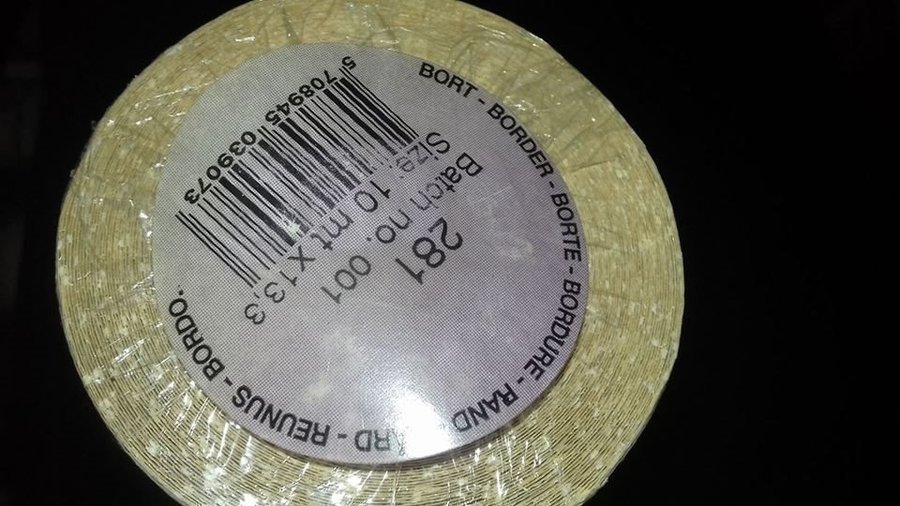 BORT - BORDER - BORTE - BORDURE - RAND - REUNUS - BORDO.
281
Batch no. 001
Size: 10 mt x 13,3
5 708945 039073